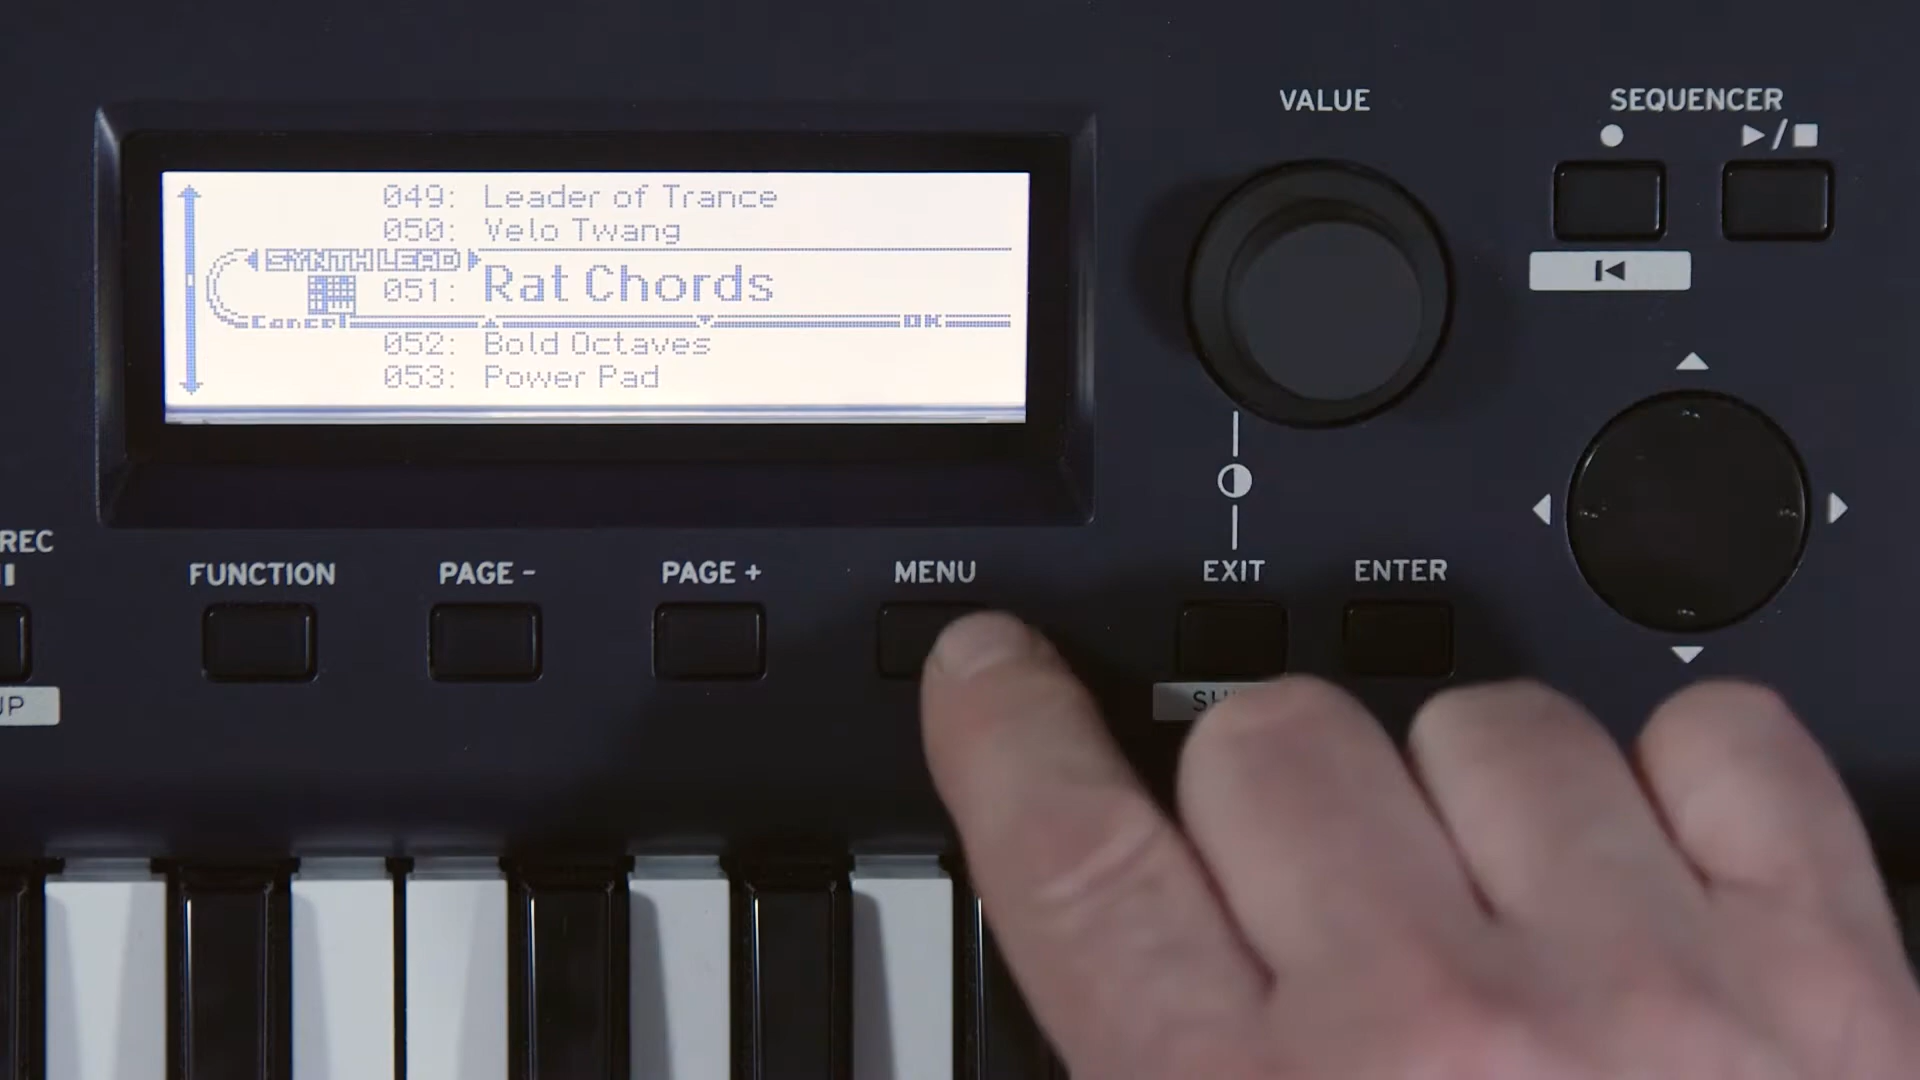 VALUE
SEQUENCER
049: Leader of Trance
050: Velo Twang
SYNTH LEAD
051: Rat Chords
Cancel
OK
052: Bold Octaves
053: Power Pad
REC
FUNCTION
PAGE -
PAGE +
MENU
EXIT
ENTER
UP